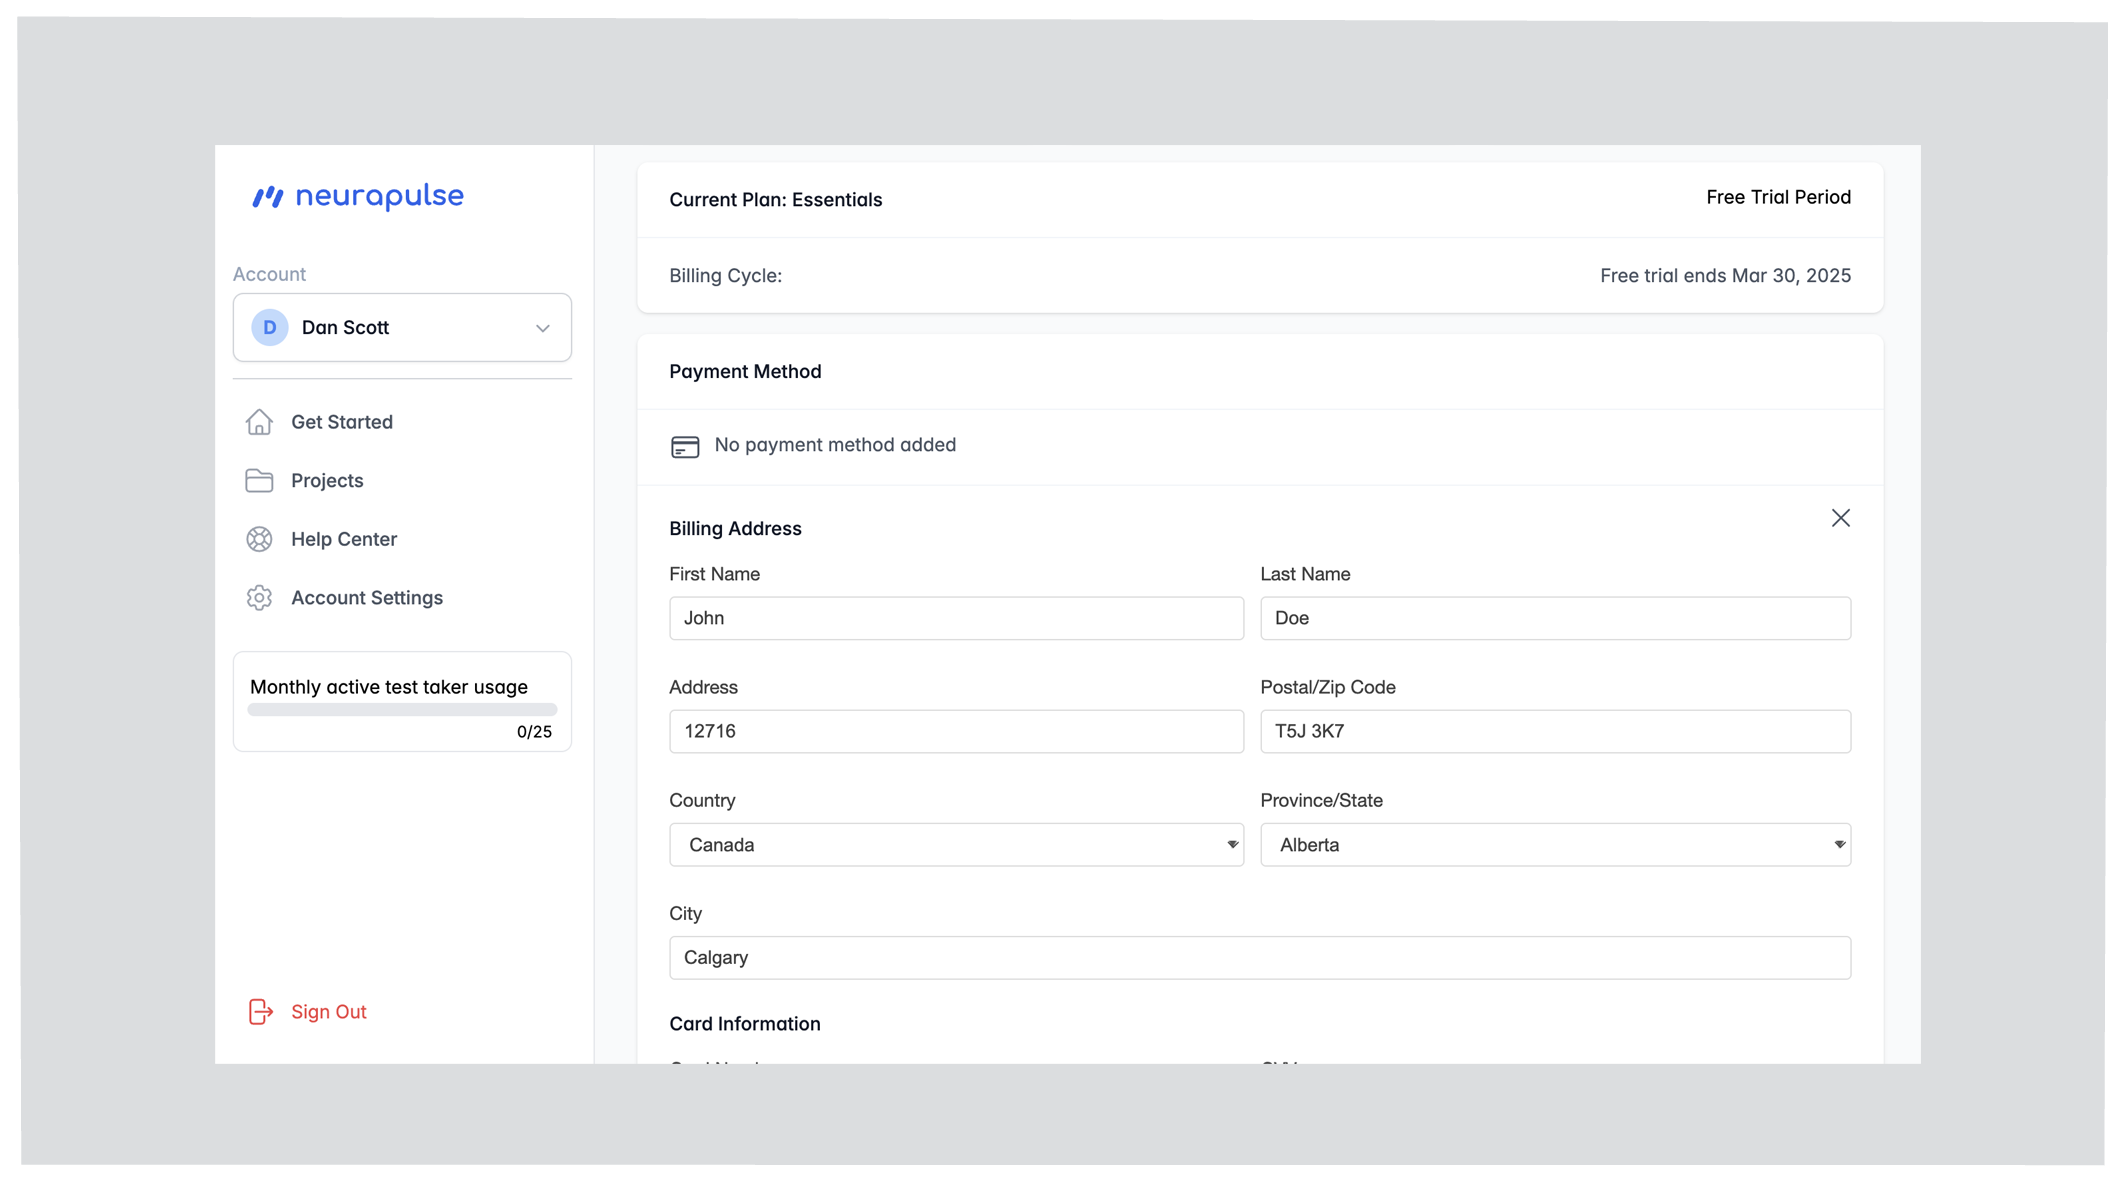 neurapulse
Account
D Dan Scott
Get Started
Projects
Help Center
Account Settings
Monthly active test taker usage
0/25
Sign Out
Current Plan: Essentials
Free Trial Period
Billing Cycle:
Free trial ends Mar 30, 2025
Payment Method
No payment method added
Billing Address
First Name
Last Name
John
Doe
Address
Postal/Zip Code
12716
T5J 3K7
Country
Province/State
Canada
Alberta
City
Calgary
Card Information